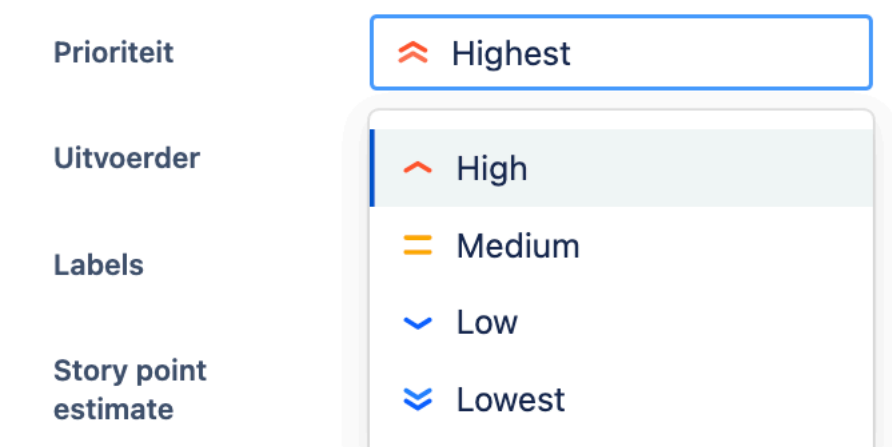 Prioriteit
Highest
Uitvoerder
High
Medium
Labels
Low
Story point
estimate
Lowest